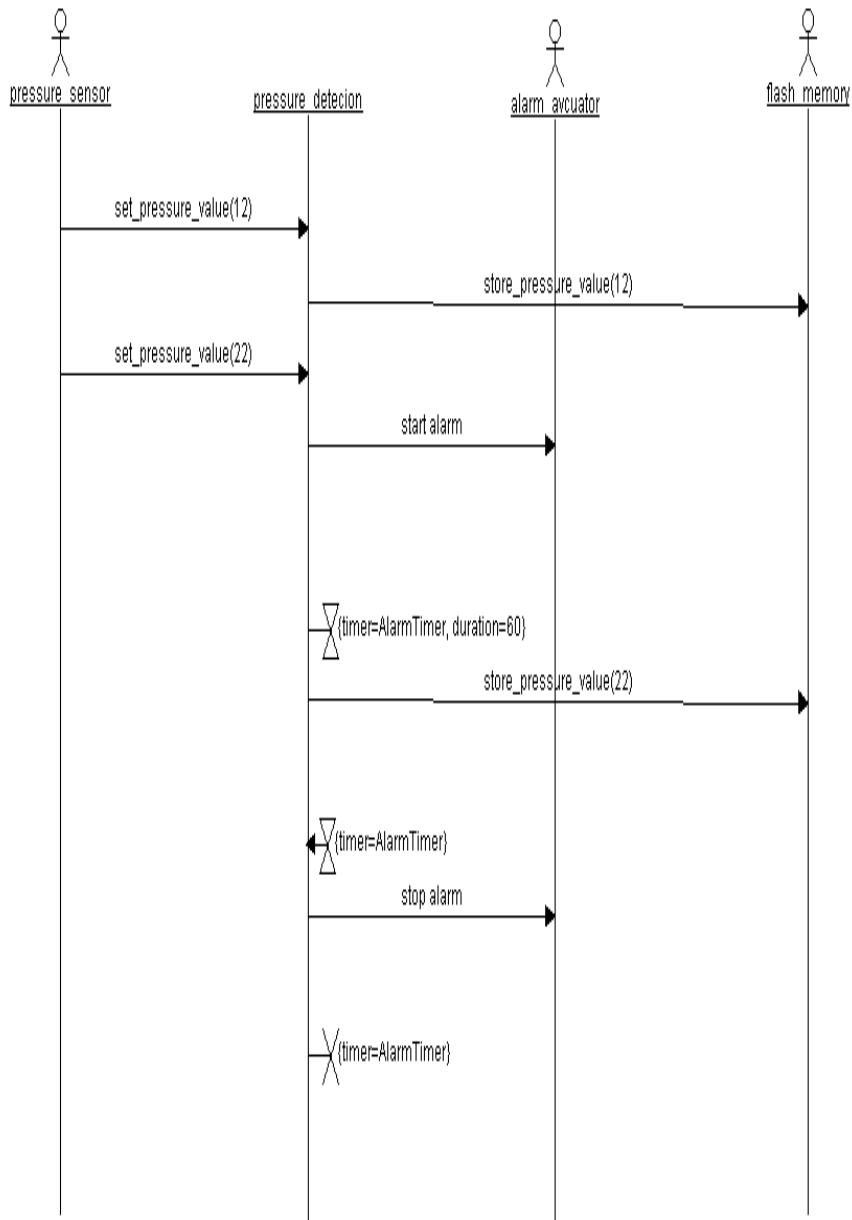 pressure_sensor
pressure_detecion
alarm_avcuator
flash_memory
set_pressure_value(12)
store_pressure_value(12)
set_pressure_value(22)
start alarm
{timer=AlarmTimer, duration=60}
store_pressure_value(22)
{timer=AlarmTimer}
stop alarm
{timer=AlarmTimer}